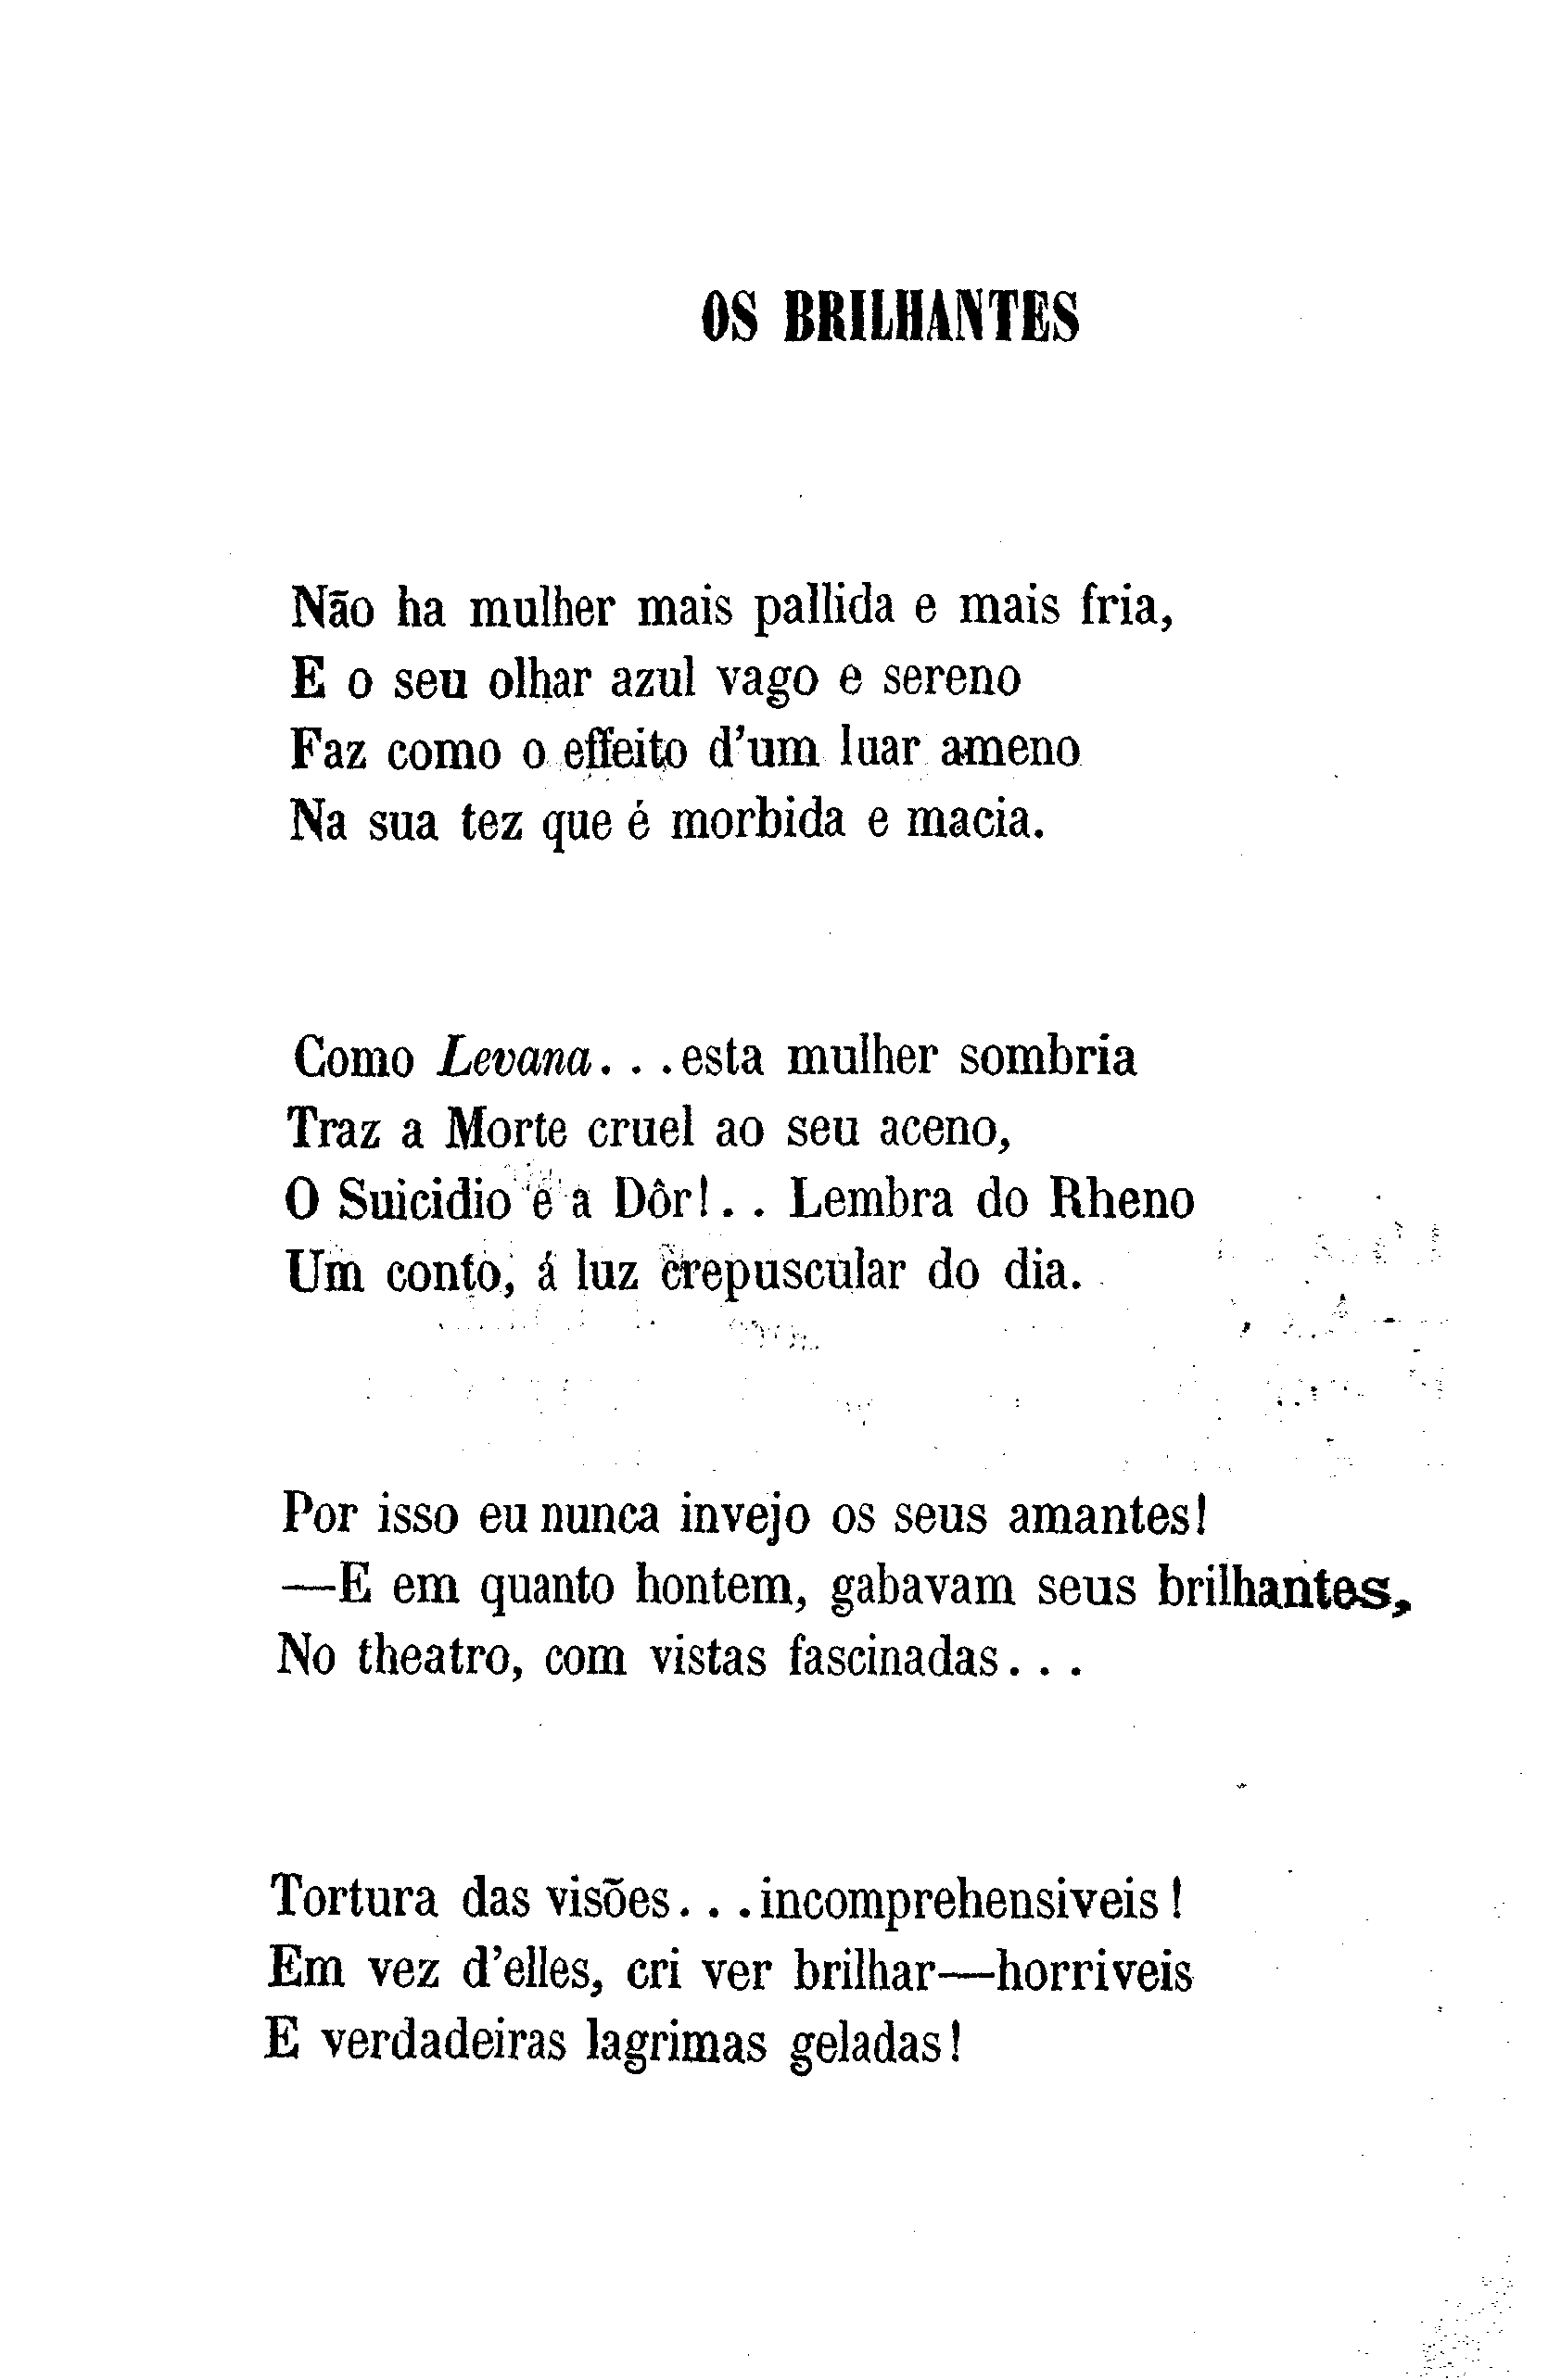 OS BRILHANTES
Não ha mulher mais pallida e mais fria,
E o seu olhar azul vago e sereno
Faz como o effeito d'um luar ameno
Na sua tez que é morbida e macia.
Como Levana. . .esta mulher sombria
Traz a Morte cruel ao seu aceno,
O Suicidio e a Dôr!. . Lembra do Rheno
Um conto, á luz crepuscular do dia.
Por isso eu nunca invejo os seus amantes!
—E em quanto hontem, gabavam seus brilhantes,
No theatro, com vistas fascinadas. . .
Tortura das visões. . .incomprehensiveis!
Em vez d'elles, cri ver brilhar—horriveis
E verdadeiras lagrimas geladas!